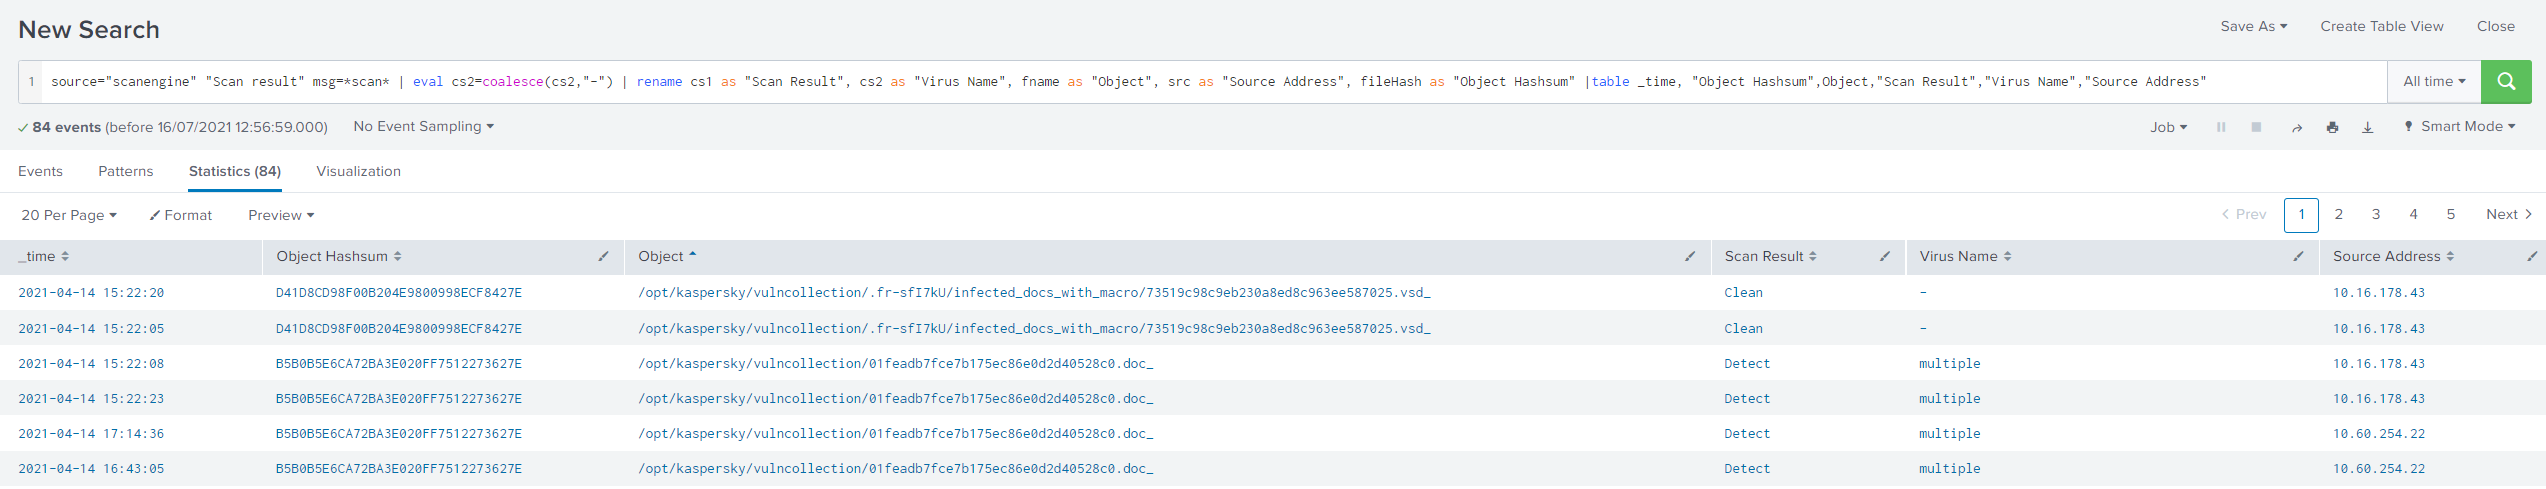 New Search
Save As Create Table View Close
1 source="scanengine" "Scan result" msg=*scan* | eval cs2=coalesce(cs2,"-") | rename cs1 as "Scan Result", cs2 as "Virus Name", fname as "Object", src as "Source Address", fileHash as "Object Hashsum" |table _time, "Object Hashsum",Object,"Scan Result","Virus Name","Source Address" All time
84 events (before 16/07/2021 12:56:59.000) No Event Sampling Job Smart Mode
Events Patterns Statistics (84) Visualization
20 Per Page Format Preview < Prev 1 2 3 4 5 Next >
_time Object Hashsum Object Scan Result Virus Name Source Address
2021-04-14 15:22:20 D41D8CD98F00B204E9800998ECF8427E /opt/kaspersky/vulncollection/.fr-sfI7kU/infected_docs_with_macro/73519c98c9eb230a8ed8c963ee587025.vsd_ Clean - 10.16.178.43
2021-04-14 15:22:05 D41D8CD98F00B204E9800998ECF8427E /opt/kaspersky/vulncollection/.fr-sfI7kU/infected_docs_with_macro/73519c98c9eb230a8ed8c963ee587025.vsd_ Clean - 10.16.178.43
2021-04-14 15:22:08 B5B0B5E6CA72BA3E020FF7512273627E /opt/kaspersky/vulncollection/01feadb7fce7b175ec86e0d2d40528c0.doc_ Detect multiple 10.16.178.43
2021-04-14 15:22:23 B5B0B5E6CA72BA3E020FF7512273627E /opt/kaspersky/vulncollection/01feadb7fce7b175ec86e0d2d40528c0.doc_ Detect multiple 10.16.178.43
2021-04-14 17:14:36 B5B0B5E6CA72BA3E020FF7512273627E /opt/kaspersky/vulncollection/01feadb7fce7b175ec86e0d2d40528c0.doc_ Detect multiple 10.60.254.22
2021-04-14 16:43:05 B5B0B5E6CA72BA3E020FF7512273627E /opt/kaspersky/vulncollection/01feadb7fce7b175ec86e0d2d40528c0.doc_ Detect multiple 10.60.254.22